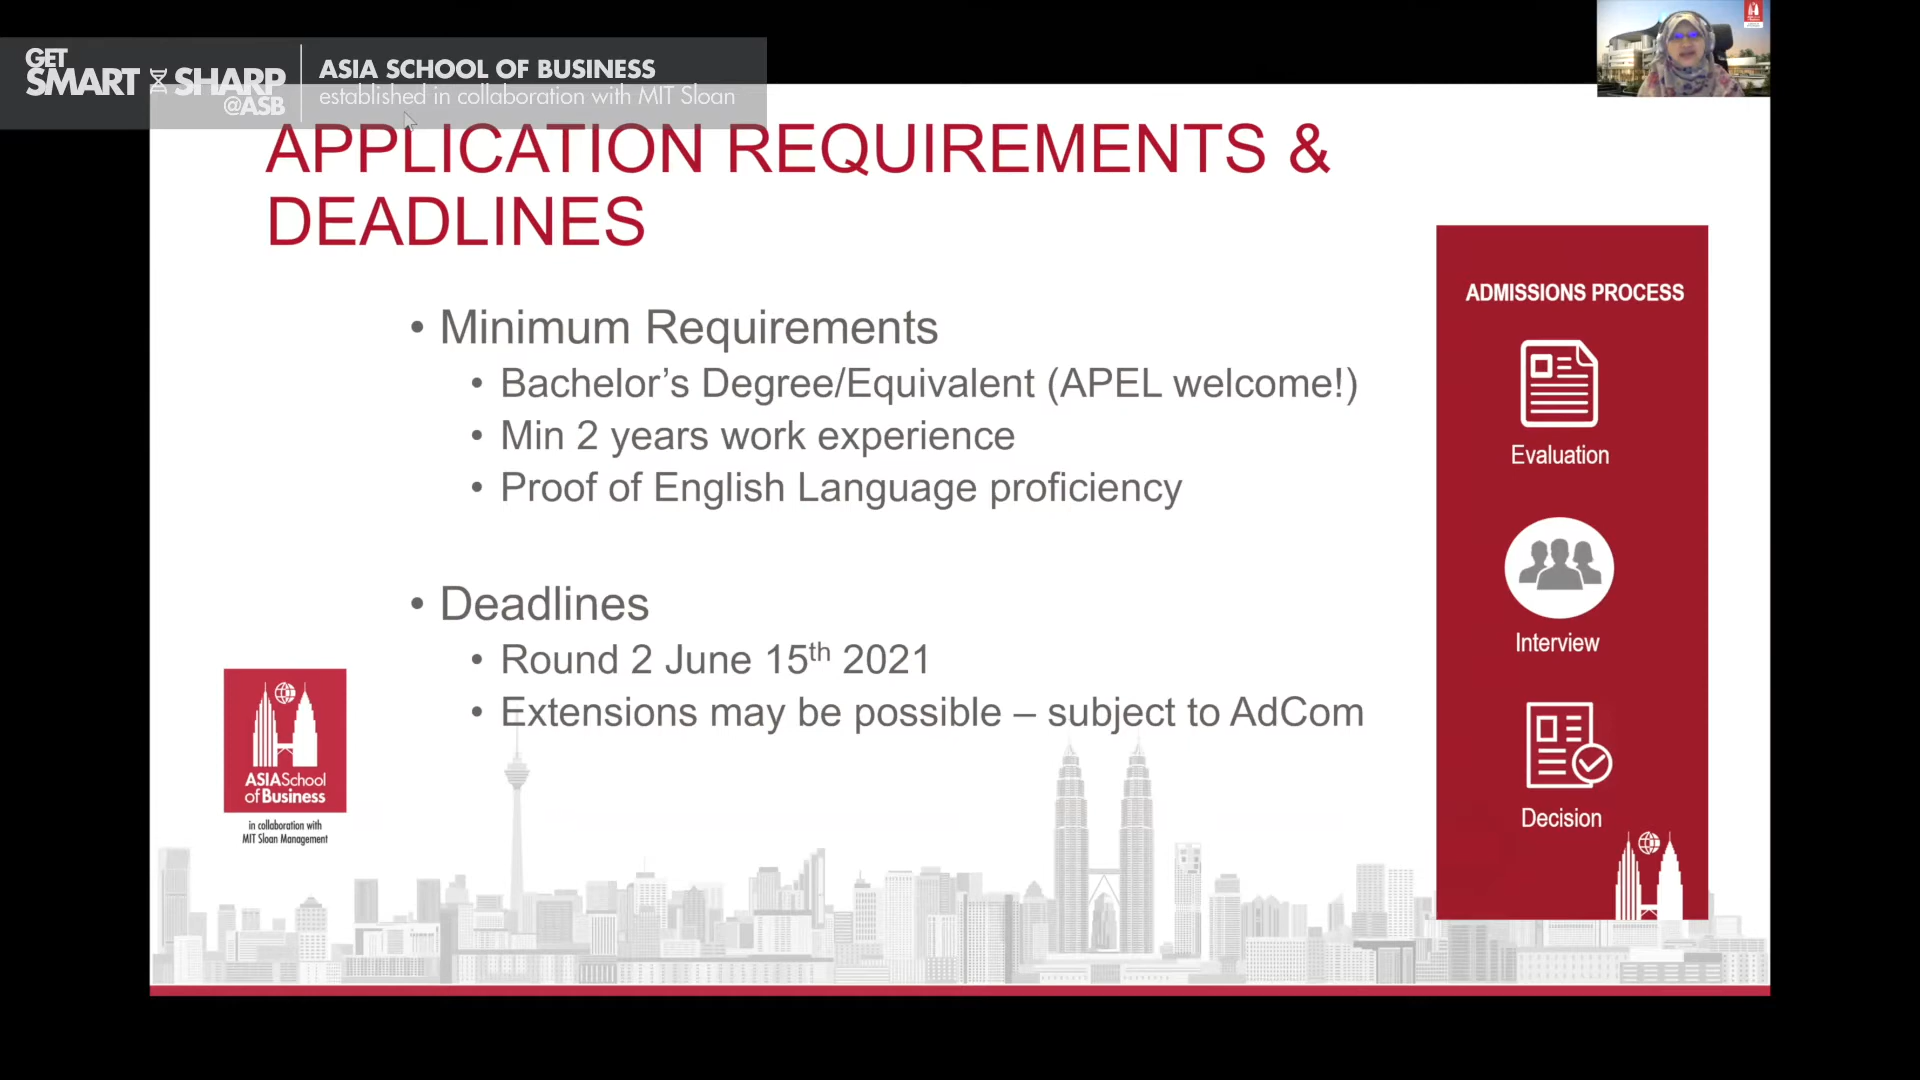 GET
SMART SHARP
@ASB
ASIA SCHOOL OF BUSINESS
established in collaboration with MIT Sloan
APPLICATION REQUIREMENTS &
DEADLINES
• Minimum Requirements
• Bachelor’s Degree/Equivalent (APEL welcome!)
• Min 2 years work experience
• Proof of English Language proficiency
• Deadlines
• Round 2 June 15th 2021
• Extensions may be possible – subject to AdCom
ADMISSIONS PROCESS
Evaluation
Interview
Decision
ASIA School
of Business
in collaboration with
MIT Sloan Management